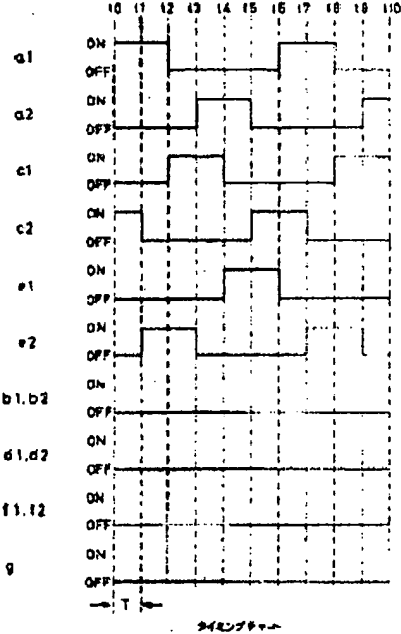 t0 t1 t2 t3 t4 t5 t6 t7 t8 t9 t10
a1 ON
OFF
a2 ON
OFF
c1 ON
OFF
c2 ON
OFF
e1 ON
OFF
e2 ON
OFF
b1,b2 ON
OFF
d1,d2 ON
OFF
f1,f2 ON
OFF
g ON
OFF
T
タイミングチャート